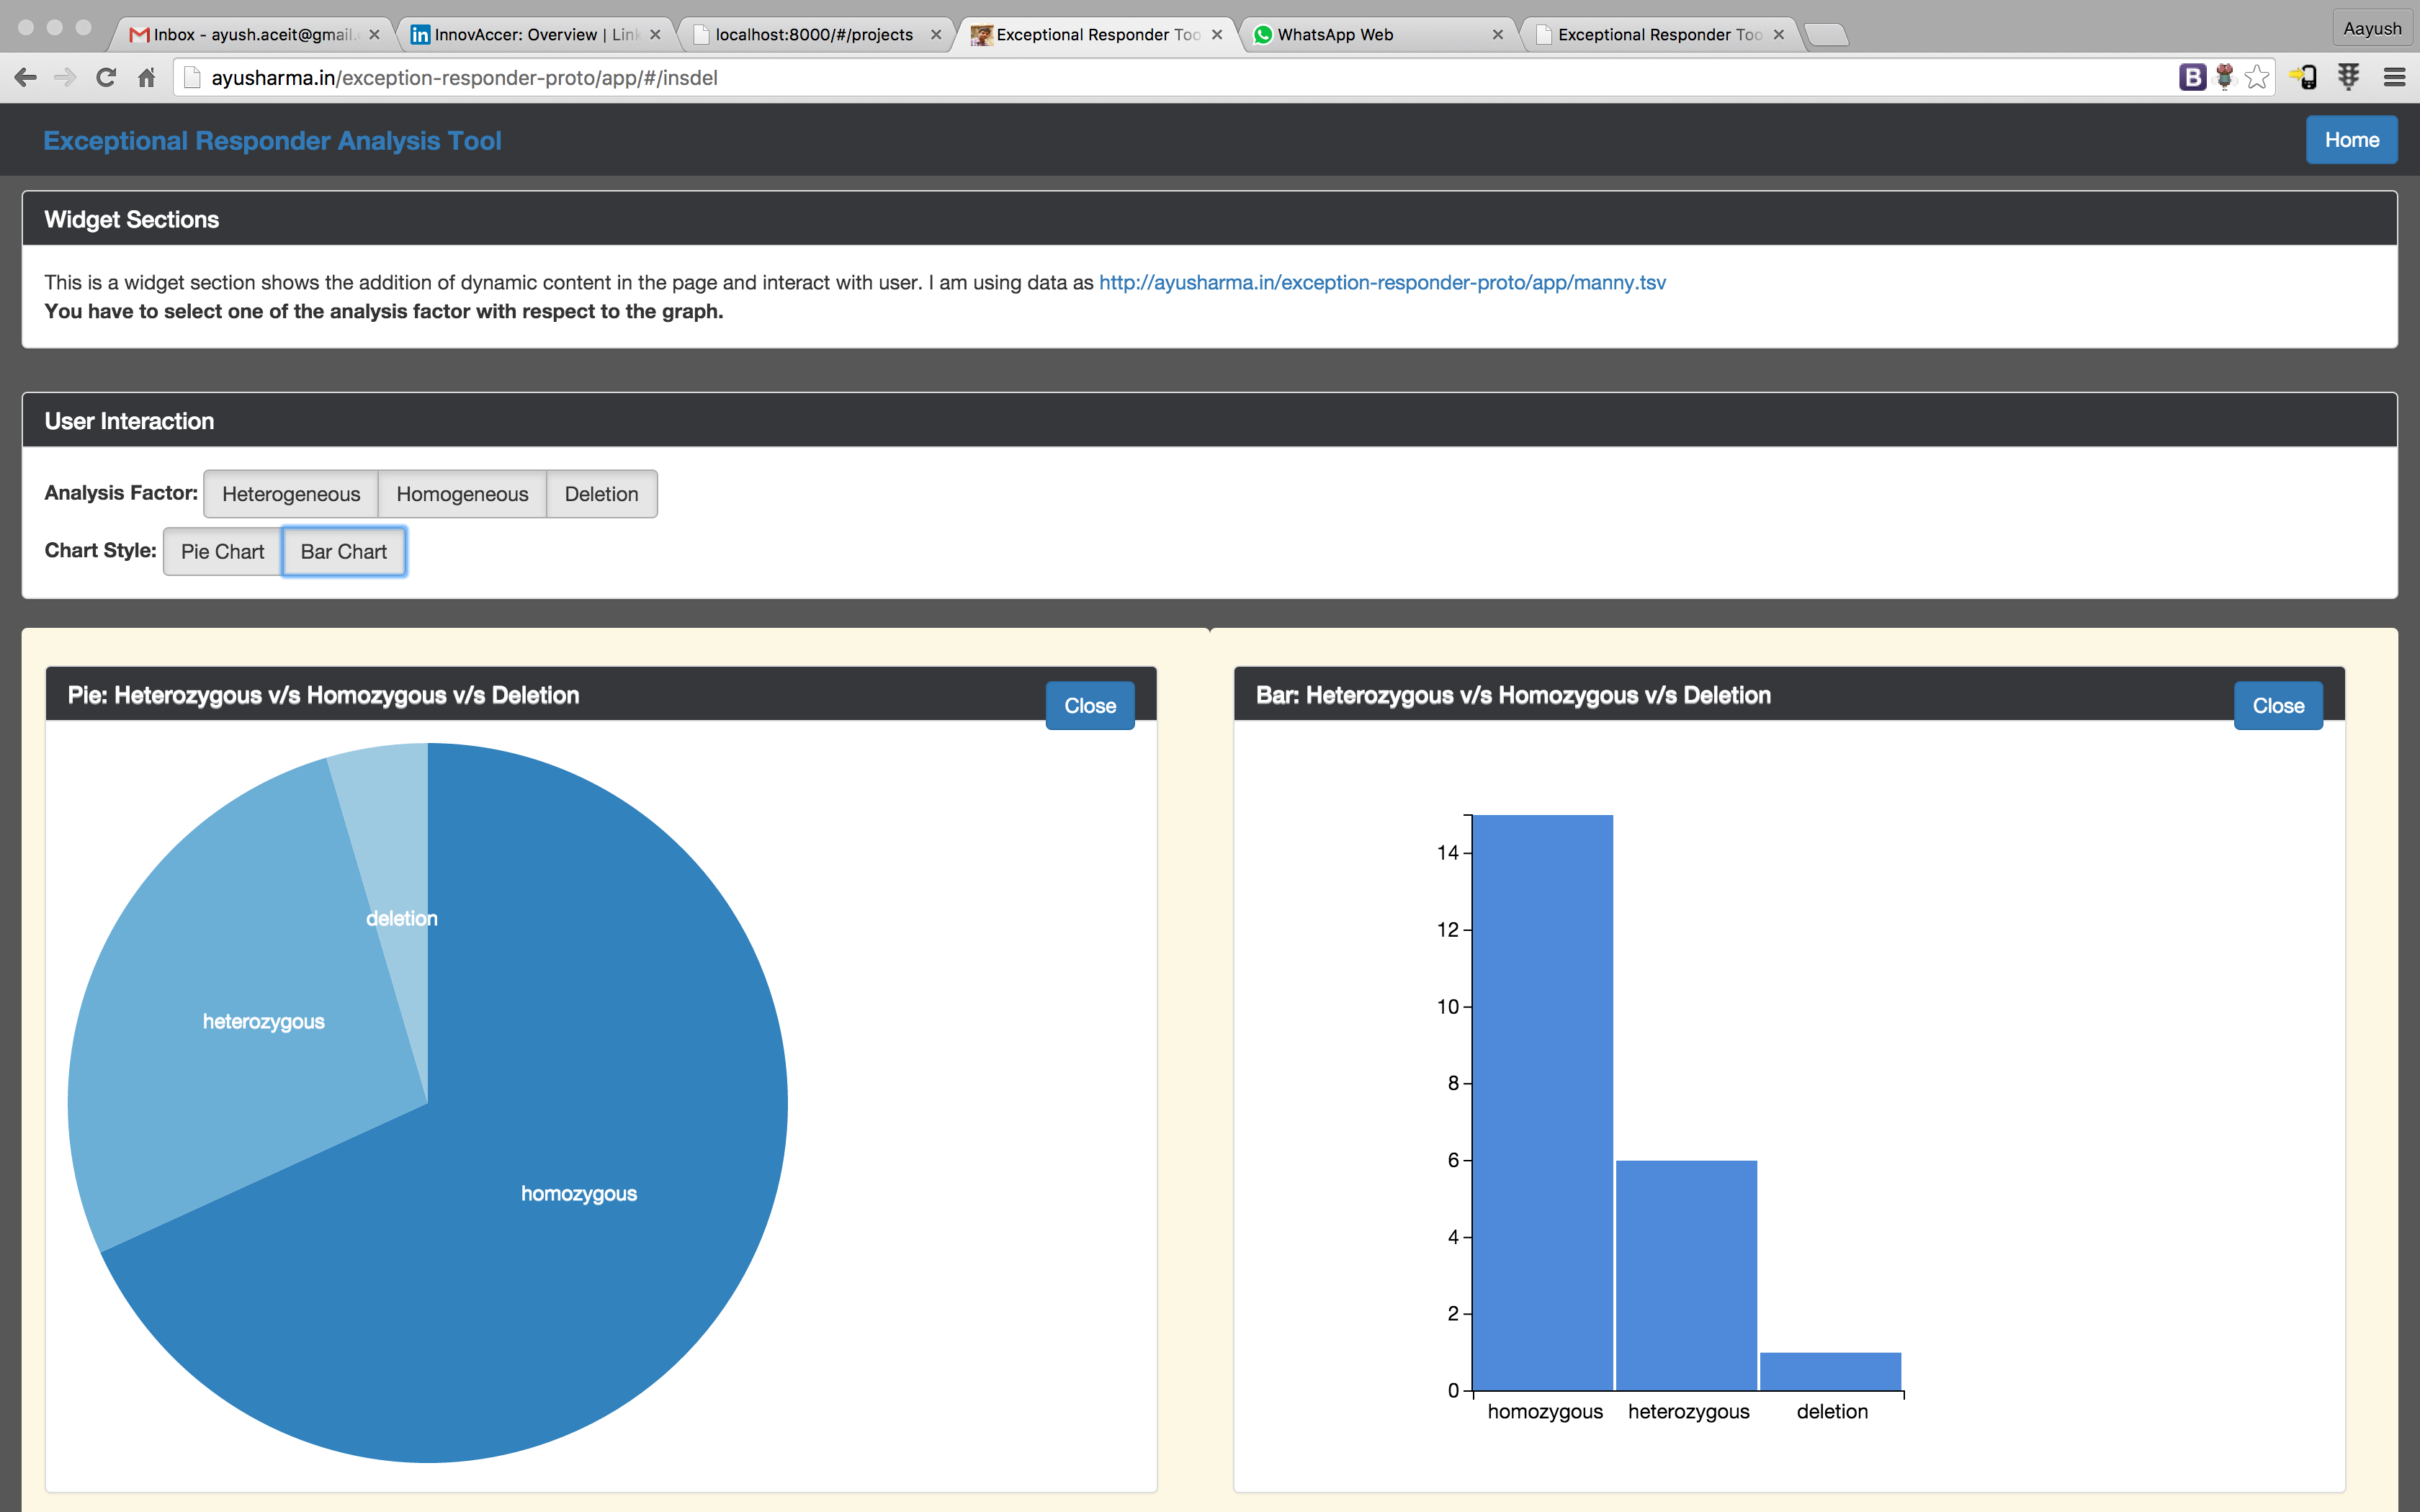 Inbox - ayush.aceit@gmail.
InnovAccer: Overview | Link
localhost:8000/#/projects
Exceptional Responder Too
WhatsApp Web
Exceptional Responder Too
Aayush
ayusharma.in/exception-responder-proto/app/#/insdel
B
Exceptional Responder Analysis Tool
Home
Widget Sections
This is a widget section shows the addition of dynamic content in the page and interact with user. I am using data as http://ayusharma.in/exception-responder-proto/app/manny.tsv
You have to select one of the analysis factor with respect to the graph.
User Interaction
Analysis Factor: Heterogeneous Homogeneous Deletion
Chart Style: Pie Chart Bar Chart
Pie: Heterozygous v/s Homozygous v/s Deletion
Close
deletion
heterozygous
homozygous
Bar: Heterozygous v/s Homozygous v/s Deletion
Close
14
12
10
8
6
4
2
0
homozygous heterozygous deletion